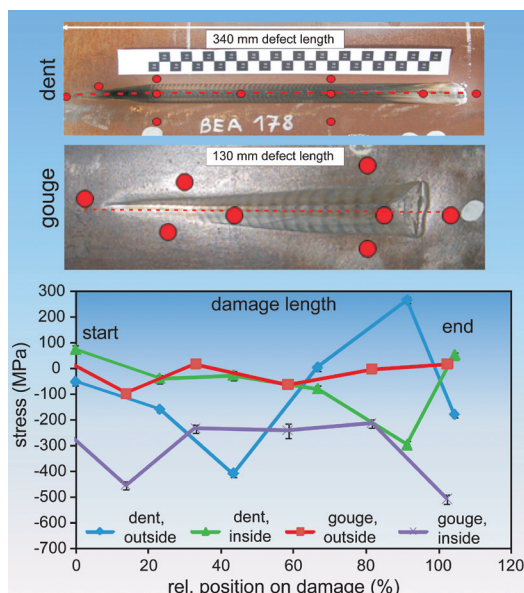 340 mm defect length
dent
BEA 178
130 mm defect length
gouge
damage length
start
end
stress (MPa)
300
200
100
0
-100
-200
-300
-400
-500
-600
-700
dent, outside
dent, inside
gouge, outside
gouge, inside
0
20
40
60
80
100
120
rel. position on damage (%)